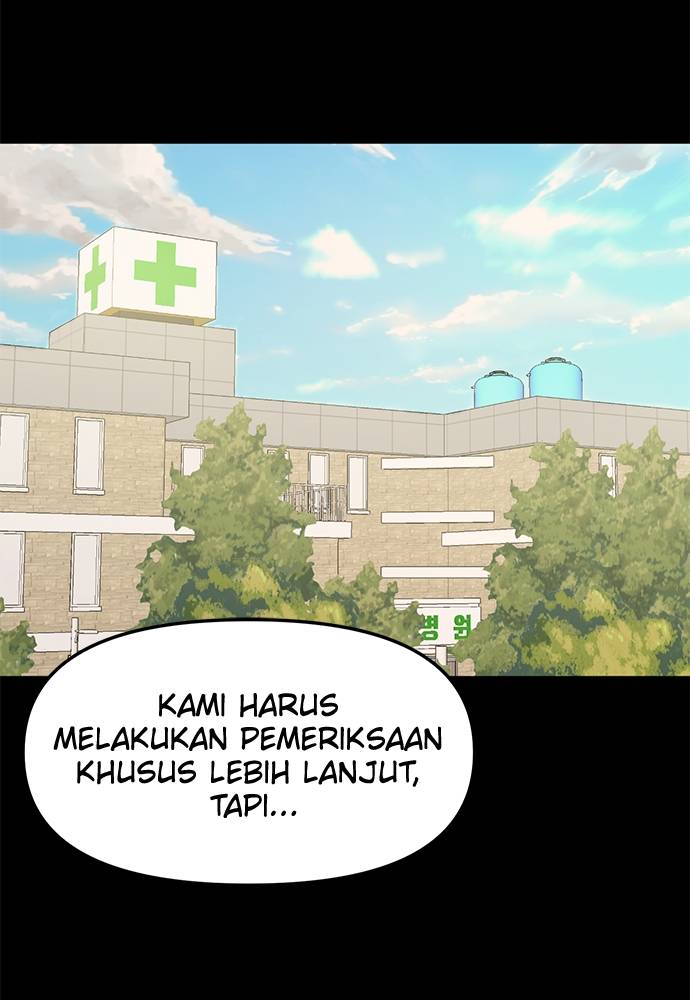 병원
KAMI HARUS
MELAKUKAN PEMERIKSAAN
KHUSUS LEBIH LANJUT,
TAPI...